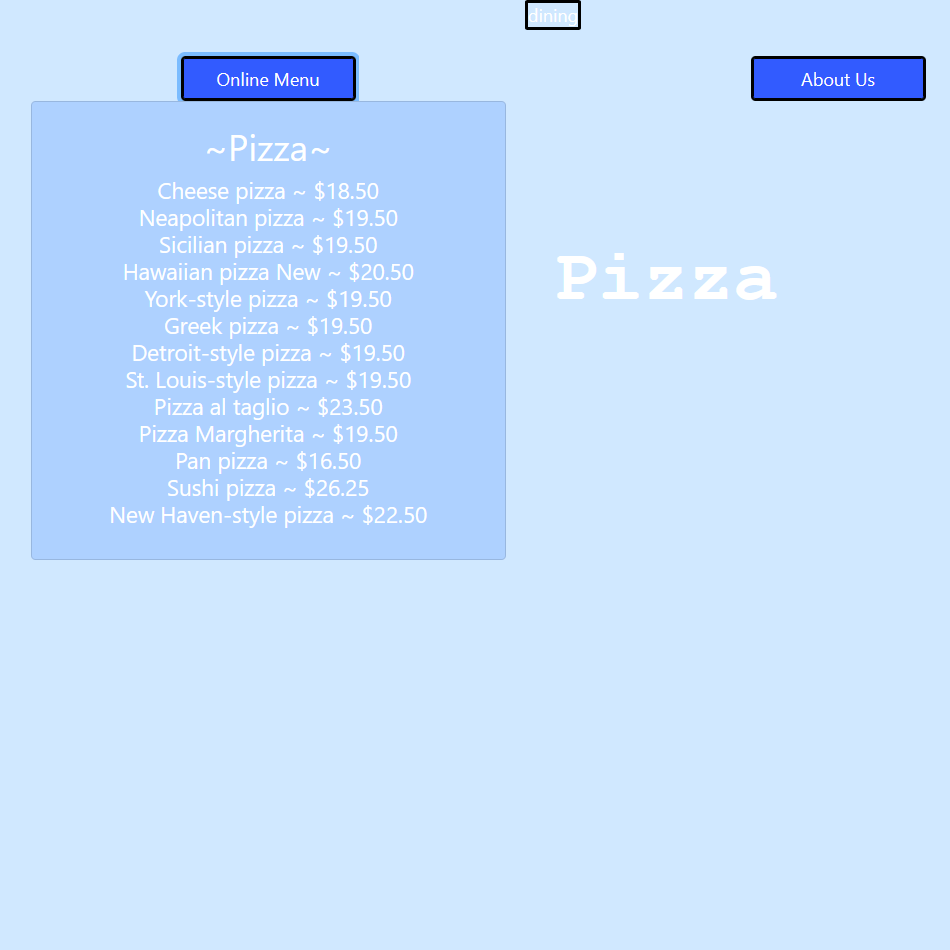 dining
Online Menu
About Us
~Pizza~
Cheese pizza ~ $18.50
Neapolitan pizza ~ $19.50
Sicilian pizza ~ $19.50
Hawaiian pizza New ~ $20.50
York-style pizza ~ $19.50
Greek pizza ~ $19.50
Detroit-style pizza ~ $19.50
St. Louis-style pizza ~ $19.50
Pizza al taglio ~ $23.50
Pizza Margherita ~ $19.50
Pan pizza ~ $16.50
Sushi pizza ~ $26.25
New Haven-style pizza ~ $22.50
Pizza